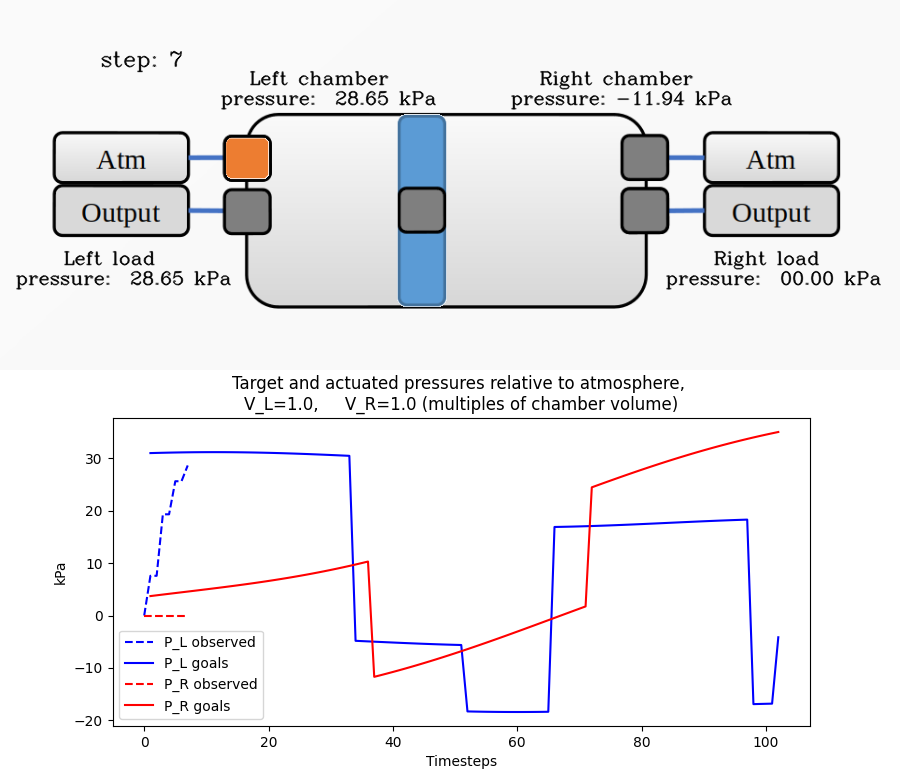 step: 7
Left chamber
pressure: 28.65 kPa
Right chamber
pressure: −11.94 kPa
Atm
Output
Atm
Output
Left load
pressure: 28.65 kPa
Right load
pressure: 00.00 kPa
Target and actuated pressures relative to atmosphere,
V_L=1.0, V_R=1.0 (multiples of chamber volume)
kPa
30
20
10
0
−10
−20
P_L observed
P_L goals
P_R observed
P_R goals
0 20 40 60 80 100
Timesteps